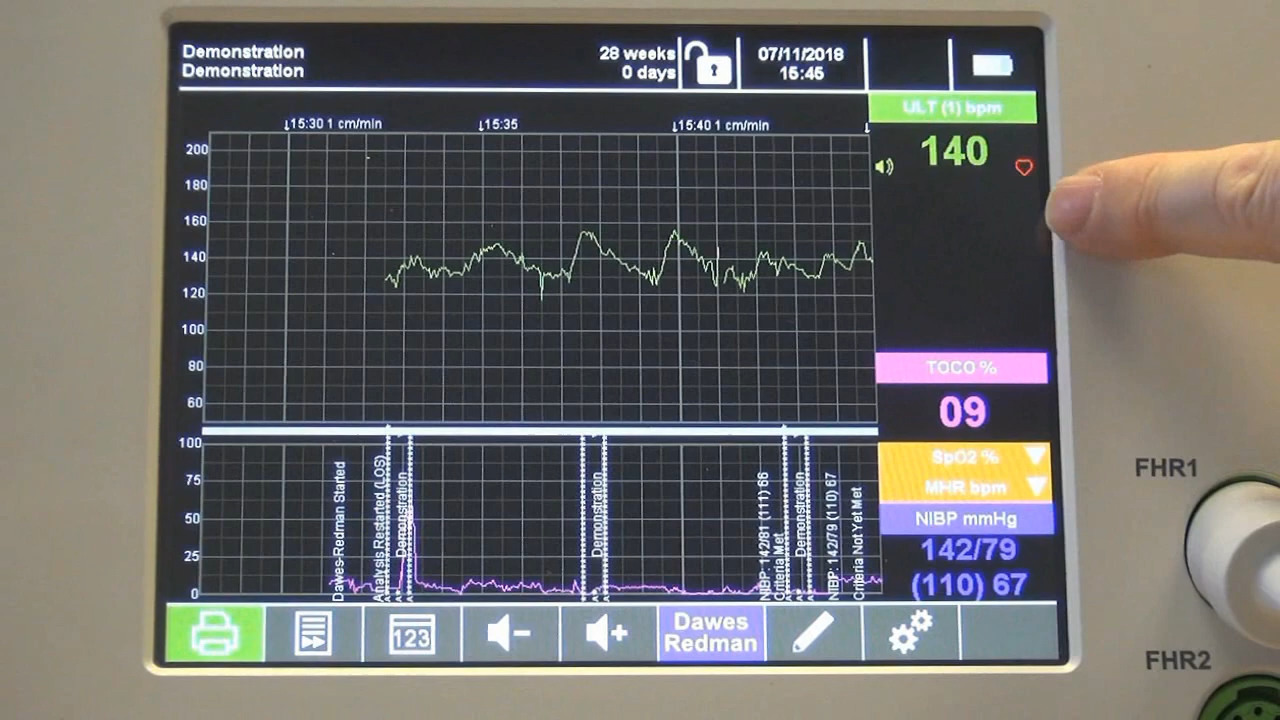 Demonstration
Demonstration
28 weeks
0 days
07/11/2018
15:45
ULT (1) bpm
140
↓15:30 1 cm/min
↓15:35
↓15:40 1 cm/min
200
180
160
140
120
100
80
60
TOCO %
09
100
75
50
25
0
Dawes-Redman Started
Analysis Restarted (LOS)
Demonstration
Demonstration
NIBP: 142/81 (111) 66
Criteria Met
Demonstration
NIBP: 142/79 (110) 67
Criteria Not Yet Met
SpO2 %
MHR bpm
NIBP mmHg
142/79
(110) 67
123
Dawes
Redman
FHR1
FHR2